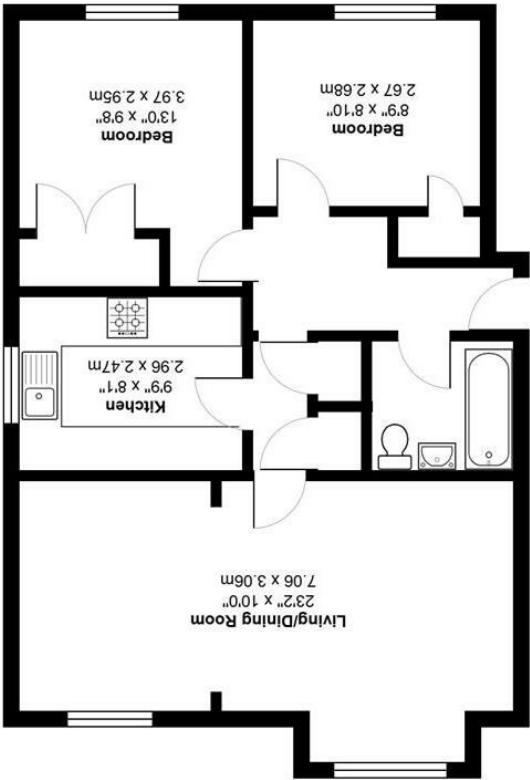 Living/Dining Room
23'2" x 10'0"
7.06 x 3.06m
Kitchen
9'9" x 8'1"
2.96 x 2.47m
Bedroom
8'9" x 8'10"
2.67 x 2.68m
Bedroom
13'0" x 9'8"
3.97 x 2.95m